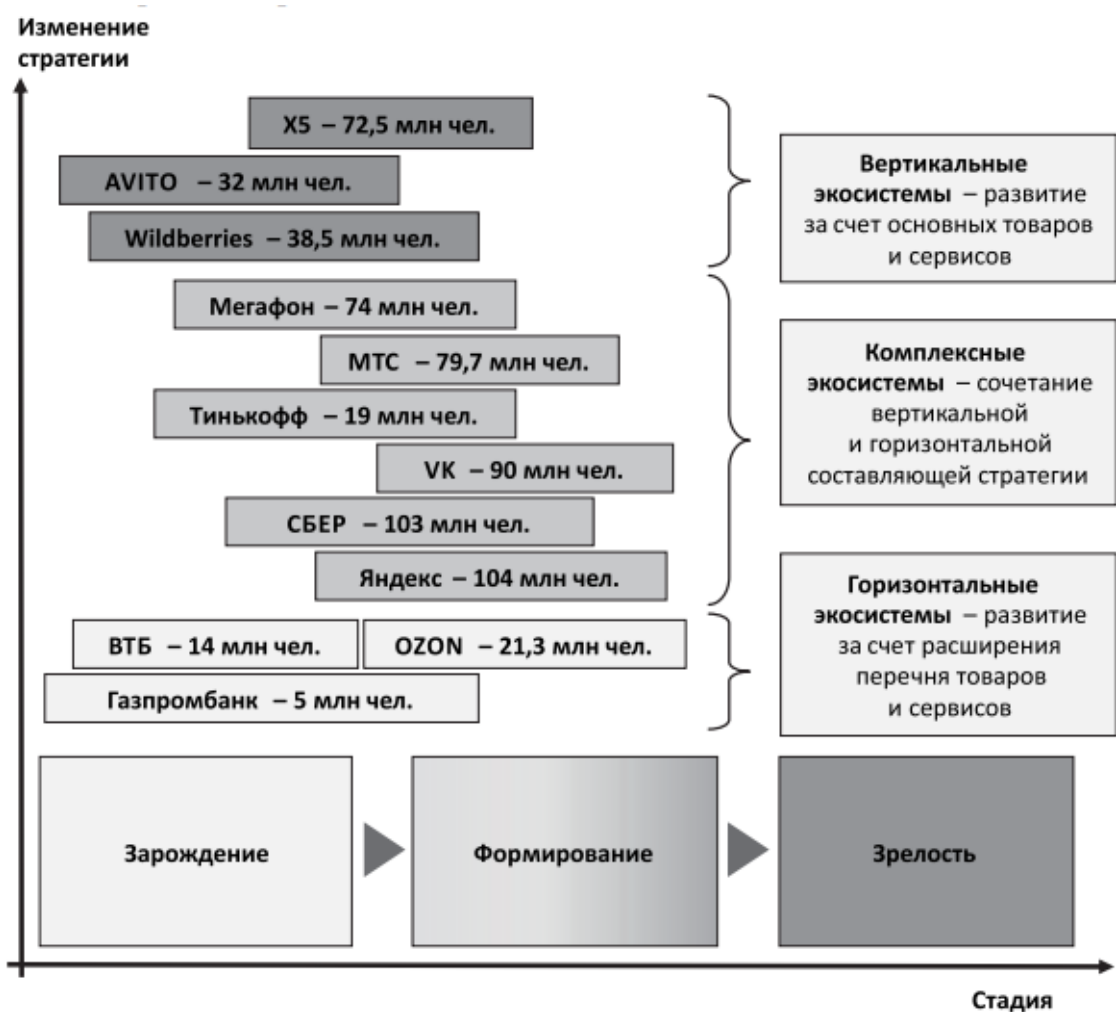 Изменение
стратегии
X5 – 72,5 млн чел.
AVITO – 32 млн чел.
Wildberries – 38,5 млн чел.
Вертикальные
экосистемы – развитие
за счет основных товаров
и сервисов
Мегафон – 74 млн чел.
МТС – 79,7 млн чел.
Тинькофф – 19 млн чел.
VK – 90 млн чел.
СБЕР – 103 млн чел.
Яндекс – 104 млн чел.
Комплексные
экосистемы – сочетание
вертикальной
и горизонтальной
составляющей стратегии
ВТБ – 14 млн чел.
OZON – 21,3 млн чел.
Газпромбанк – 5 млн чел.
Горизонтальные
экосистемы – развитие
за счет расширения
перечня товаров
и сервисов
Зарождение
Формирование
Зрелость
Стадия